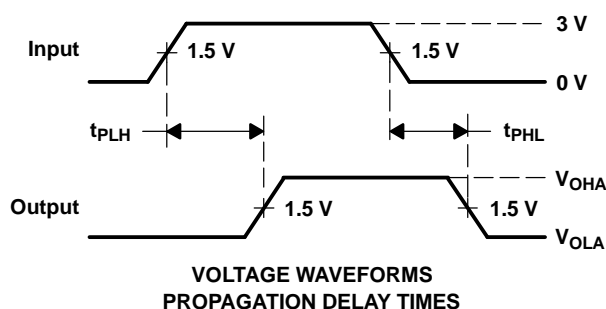 3 V
Input
1.5 V
1.5 V
0 V
tPLH
tPHL
VOHA
Output
1.5 V
1.5 V
VOLA
VOLTAGE WAVEFORMS
PROPAGATION DELAY TIMES